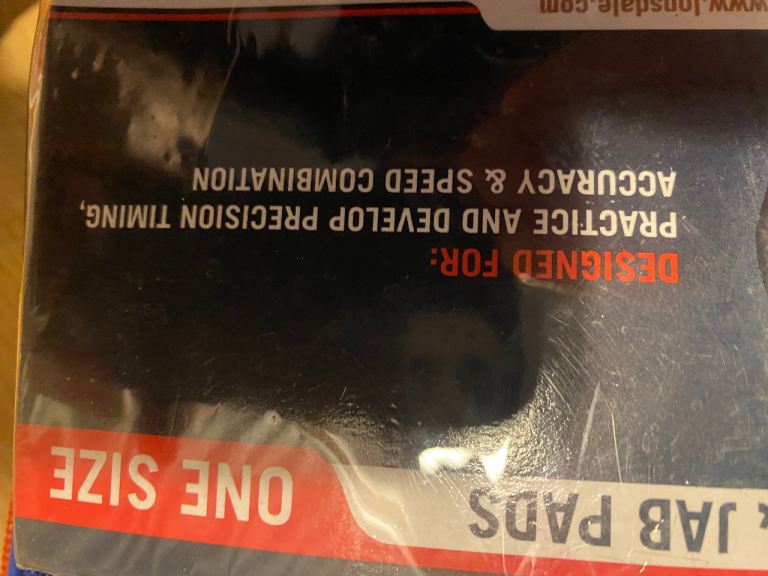 & JAB PADS
ONE SIZE
DESIGNED FOR:
PRACTICE AND DEVELOP PRECISION TIMING,
ACCURACY & SPEED COMBINATION
www.lonsdale.com